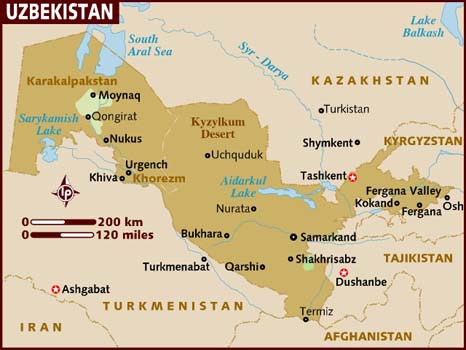 UZBEKISTAN
South
Aral Sea
Lake
Balkash
Syr - Darya
Karakalpakstan
Moynaq
KAZAKHSTAN
Qongirat
Sarykamish
Lake
Kyzylkum
Desert
Turkistan
Nukus
Shymkent
KYRGYZSTAN
Urgench
Uchquduk
Khiva
Khorezm
Tashkent
Aidarkul
Lake
Fergana Valley
Kokand
Osh
Fergana
LP
Nurata
0 200 km
0 120 miles
Bukhara
Samarkand
Turkmenabat
Qarshi
Shakhrisabz
TAJIKISTAN
Dushanbe
Ashgabat
TURKMENISTAN
Termiz
IRAN
AFGHANISTAN